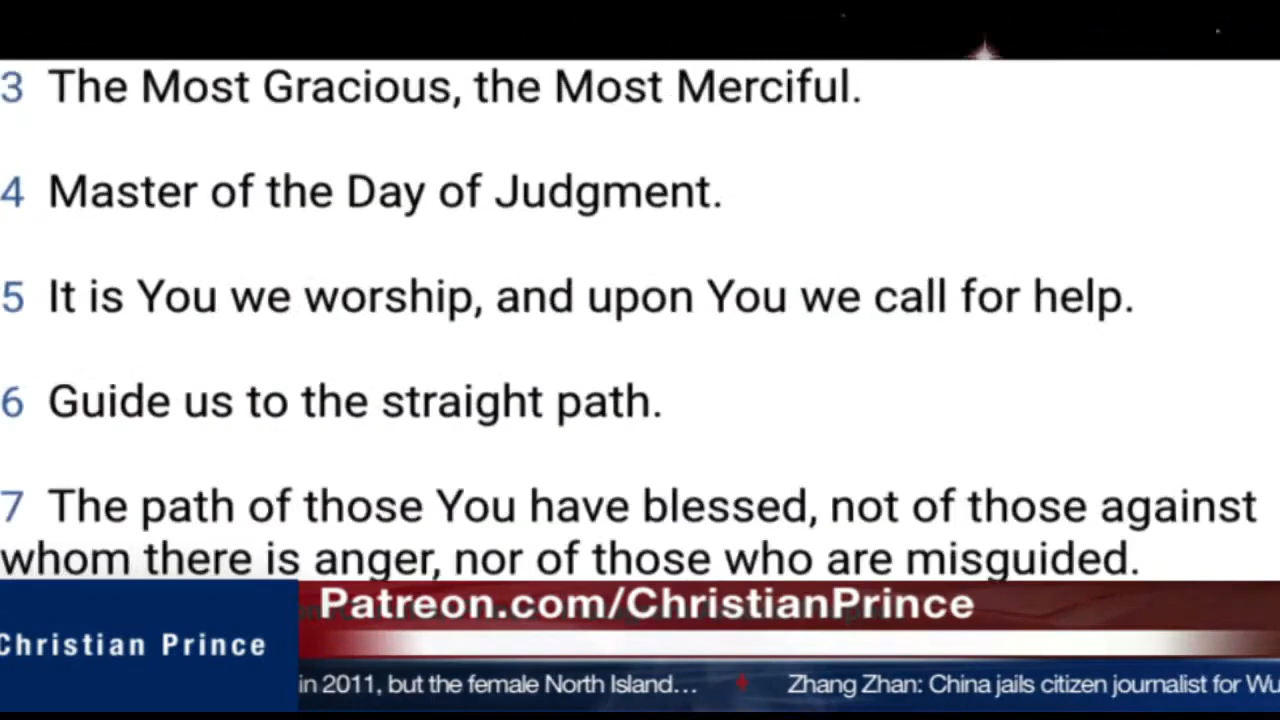 3 The Most Gracious, the Most Merciful.
4 Master of the Day of Judgment.
5 It is You we worship, and upon You we call for help.
6 Guide us to the straight path.
7 The path of those You have blessed, not of those against
whom there is anger, nor of those who are misguided.
Patreon.com/ChristianPrince
Christian Prince
in 2011, but the female North Island… Zhang Zhan: China jails citizen journalist for Wu